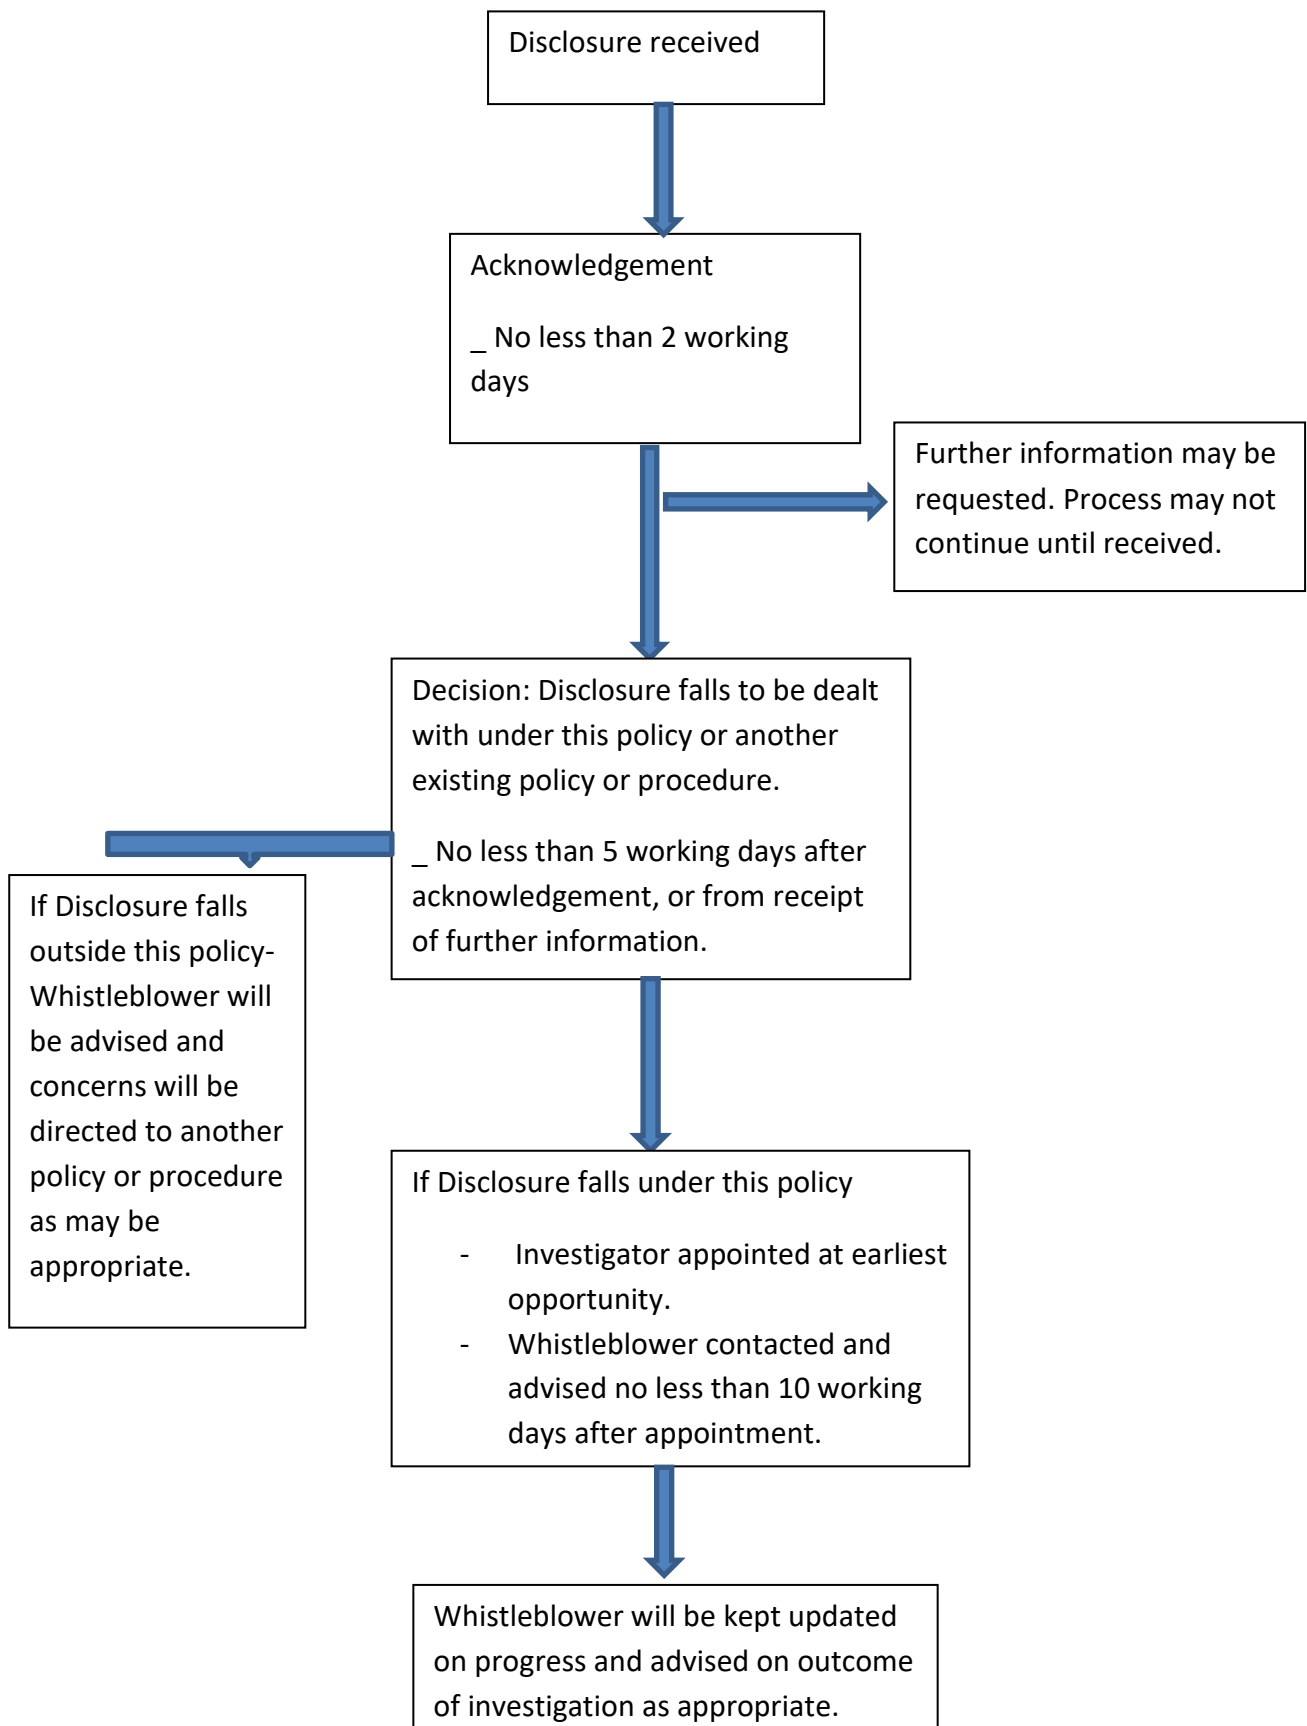 Disclosure received
Acknowledgement
_ No less than 2 working
days
Further information may be
requested. Process may not
continue until received.
Decision: Disclosure falls to be dealt
with under this policy or another
existing policy or procedure.
_ No less than 5 working days after
acknowledgement, or from receipt
of further information.
If Disclosure falls
outside this policy-
Whistleblower will
be advised and
concerns will be
directed to another
policy or procedure
as may be
appropriate.
If Disclosure falls under this policy
- Investigator appointed at earliest
opportunity.
- Whistleblower contacted and
advised no less than 10 working
days after appointment.
Whistleblower will be kept updated
on progress and advised on outcome
of investigation as appropriate.